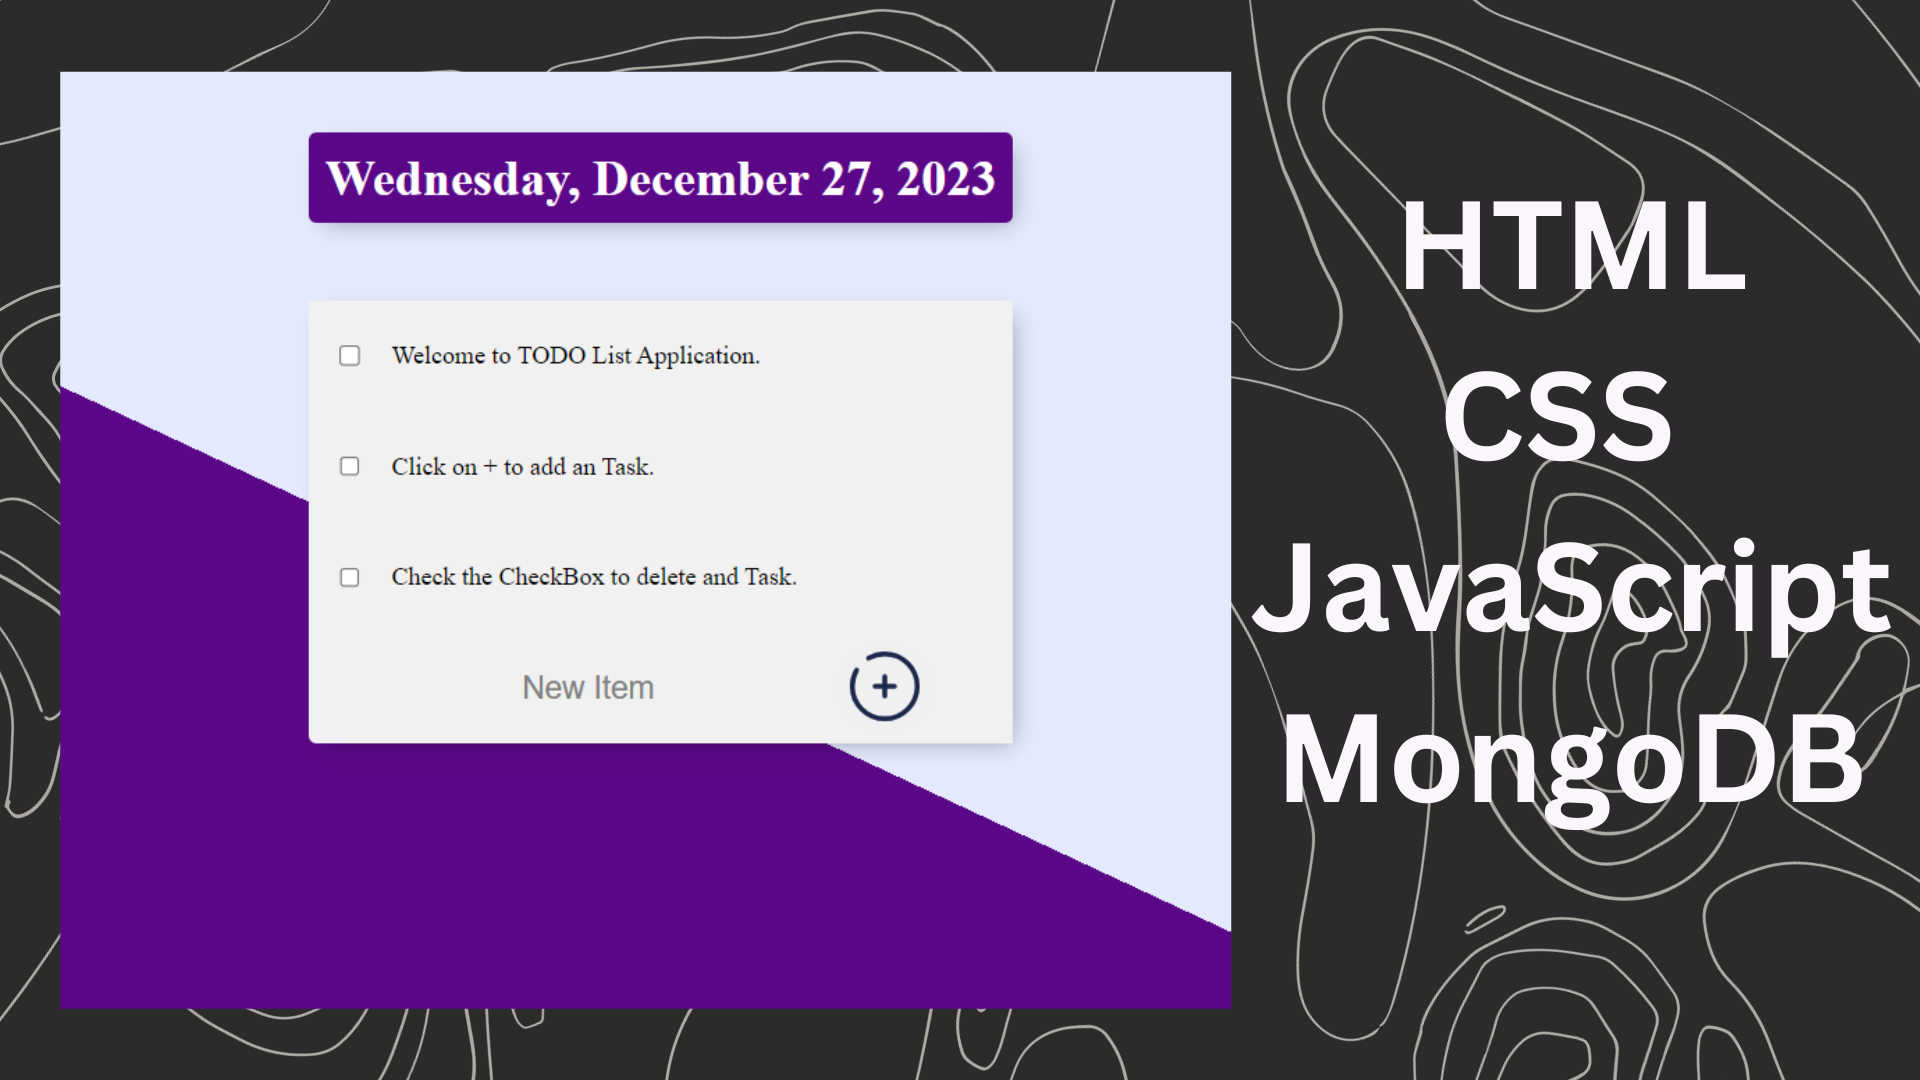 Wednesday, December 27, 2023
Welcome to TODO List Application.
Click on + to add an Task.
Check the CheckBox to delete and Task.
New Item
HTML
CSS
JavaScript
MongoDB